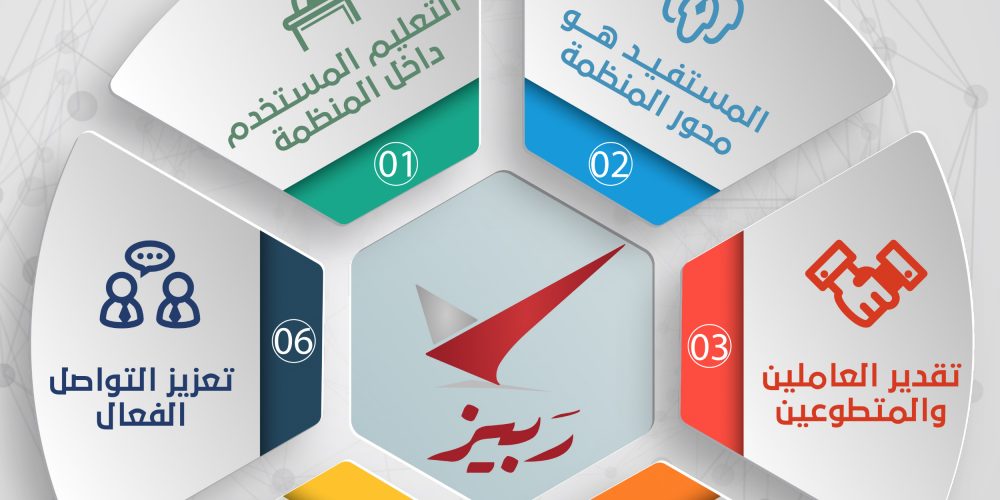 التعليم المستخدم
داخل المنظمة
01
المستفيد هو
محور المنظمة
02
تقدير العاملين
والمتطوعين
03
تعزيز التواصل
الفعال
06
ربيز